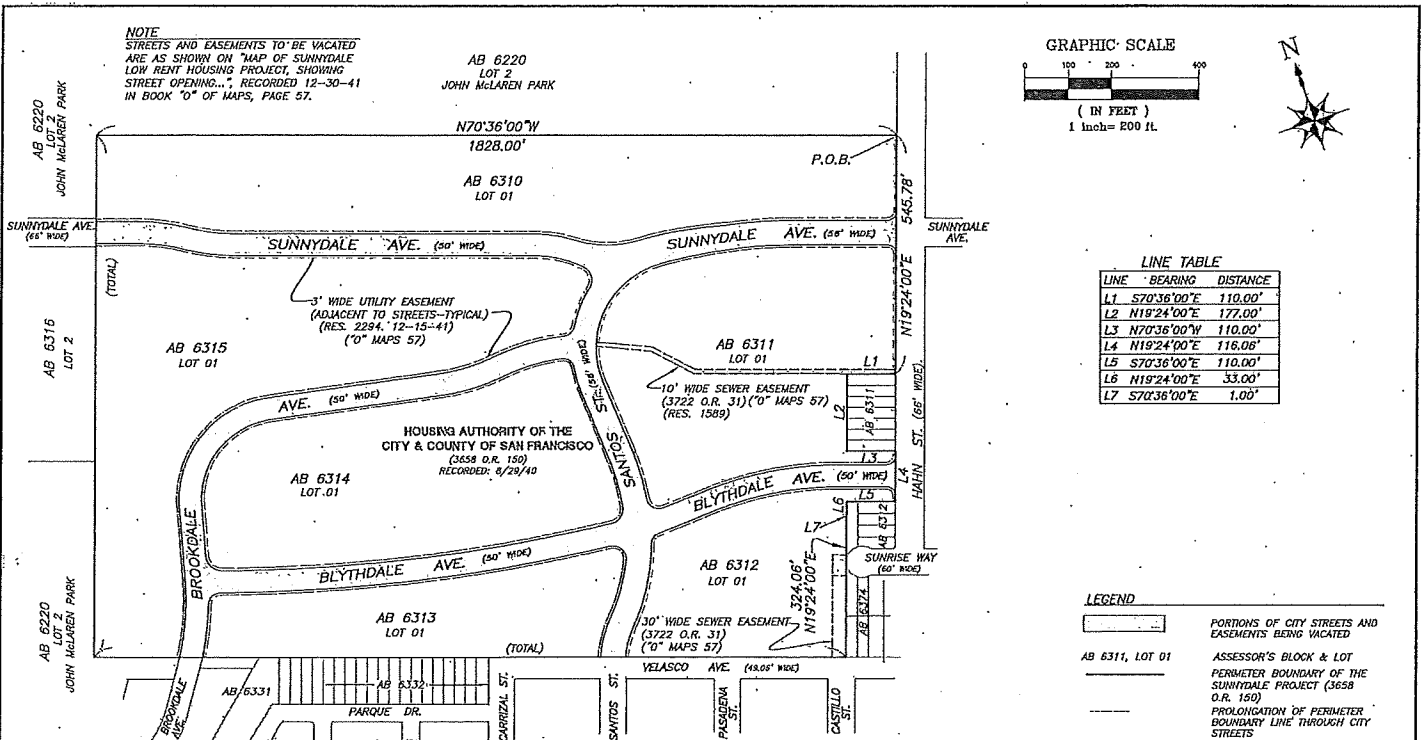 NOTE
STREETS AND EASEMENTS TO BE VACATED
ARE AS SHOWN ON "MAP OF SUNNYDALE
LOW RENT HOUSING PROJECT, SHOWING
STREET OPENING...", RECORDED 12-30-41
IN BOOK "O" OF MAPS, PAGE 57.
AB 6220
LOT 2
JOHN McLAREN PARK
GRAPHIC SCALE
0 100 200 400
( IN FEET )
1 inch= 200 ft.
N
AB 6220
LOT 2
JOHN McLAREN PARK
N70°36'00"W
1828.00'
P.O.B.
AB 6310
LOT 01
545.78'
N19°24'00"E
SUNNYDALE AVE.
(66' WIDE)
SUNNYDALE AVE. (50' WIDE)
SUNNYDALE AVE. (56' WIDE)
SUNNYDALE
AVE.
(TOTAL)
3' WIDE UTILITY EASEMENT
(ADJACENT TO STREETS-TYPICAL)
(RES. 2294. 12-15-41)
("O" MAPS 57)
LINE TABLE
LINE BEARING DISTANCE
L1 S70°36'00"E 110.00'
L2 N19°24'00"E 177.00'
L3 N70°36'00"W 110.00'
L4 N19°24'00"E 116.06'
L5 S70°36'00"E 110.00'
L6 N19°24'00"E 33.00'
L7 S70°36'00"E 1.00'
AB 6316
LOT 2
AB 6315
LOT 01
AB 6311
LOT 01
L1
10' WIDE SEWER EASEMENT
(3722 O.R. 31) ("O" MAPS 57)
(RES. 1589)
L2
AB 6311
HAHN ST. (66' WIDE)
AVE. (50' WIDE)
SANTOS ST. (56' WIDE)
HOUSING AUTHORITY OF THE
CITY & COUNTY OF SAN FRANCISCO
(3658 O.R. 150)
RECORDED: 8/29/40
L3
L4
AB 6314
LOT 01
BLYTHDALE AVE. (50' WIDE)
L5
L6
L7
AB 6312
BROOKDALE
BLYTHDALE AVE. (50' WIDE)
AB 6312
LOT 01
324.06'
N19°24'00"E
SUNRISE WAY
(60' WIDE)
AB 6374
AB 6220
LOT 2
JOHN McLAREN PARK
AB 6313
LOT 01
30' WIDE SEWER EASEMENT
(3722 O.R. 31)
("O" MAPS 57)
(TOTAL)
VELASCO AVE. (49.06' WIDE)
LEGEND
PORTIONS OF CITY STREETS AND
EASEMENTS BEING VACATED
AB 6311, LOT 01 ASSESSOR'S BLOCK & LOT
PERIMETER BOUNDARY OF THE
SUNNYDALE PROJECT (3658
O.R. 150)
PROLONGATION OF PERIMETER
BOUNDARY LINE THROUGH CITY
STREETS
AB 6331
AB 6332
BROOKDALE
AVE.
PARQUE DR.
CARRIZAL ST.
SANTOS ST.
PASADENA
ST.
CASTILLO
ST.